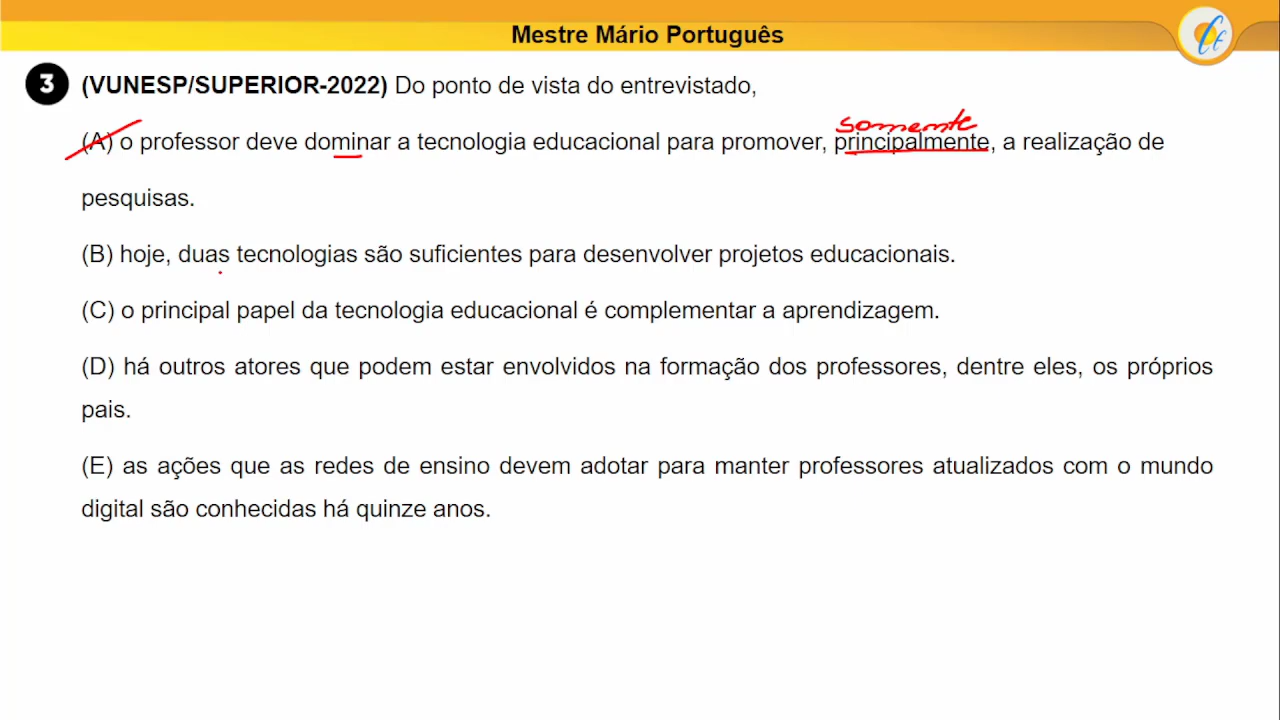 Mestre Mário Português
3 (VUNESP/SUPERIOR-2022) Do ponto de vista do entrevistado,
somente
(A) o professor deve dominar a tecnologia educacional para promover, principalmente, a realização de
pesquisas.
(B) hoje, duas tecnologias são suficientes para desenvolver projetos educacionais.
(C) o principal papel da tecnologia educacional é complementar a aprendizagem.
(D) há outros atores que podem estar envolvidos na formação dos professores, dentre eles, os próprios
pais.
(E) as ações que as redes de ensino devem adotar para manter professores atualizados com o mundo
digital são conhecidas há quinze anos.